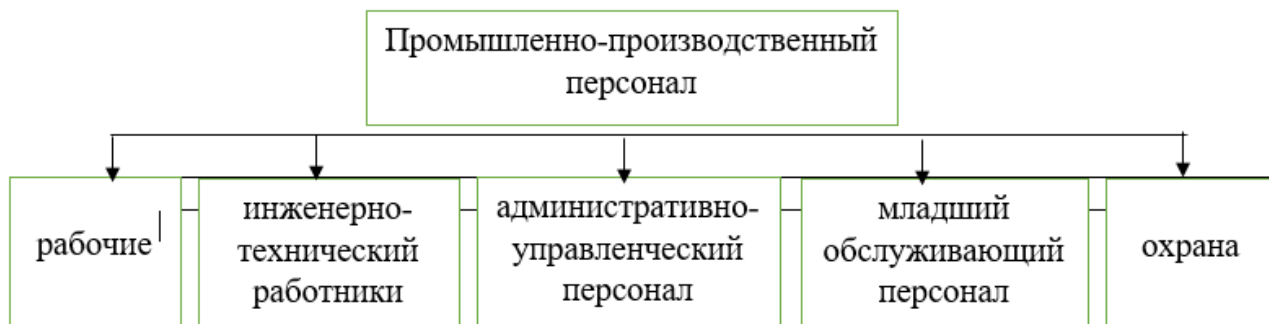 Промышленно-производственный
персонал
рабочие
инженерно-
технический
работники
административно-
управленческий
персонал
младший
обслуживающий
персонал
охрана